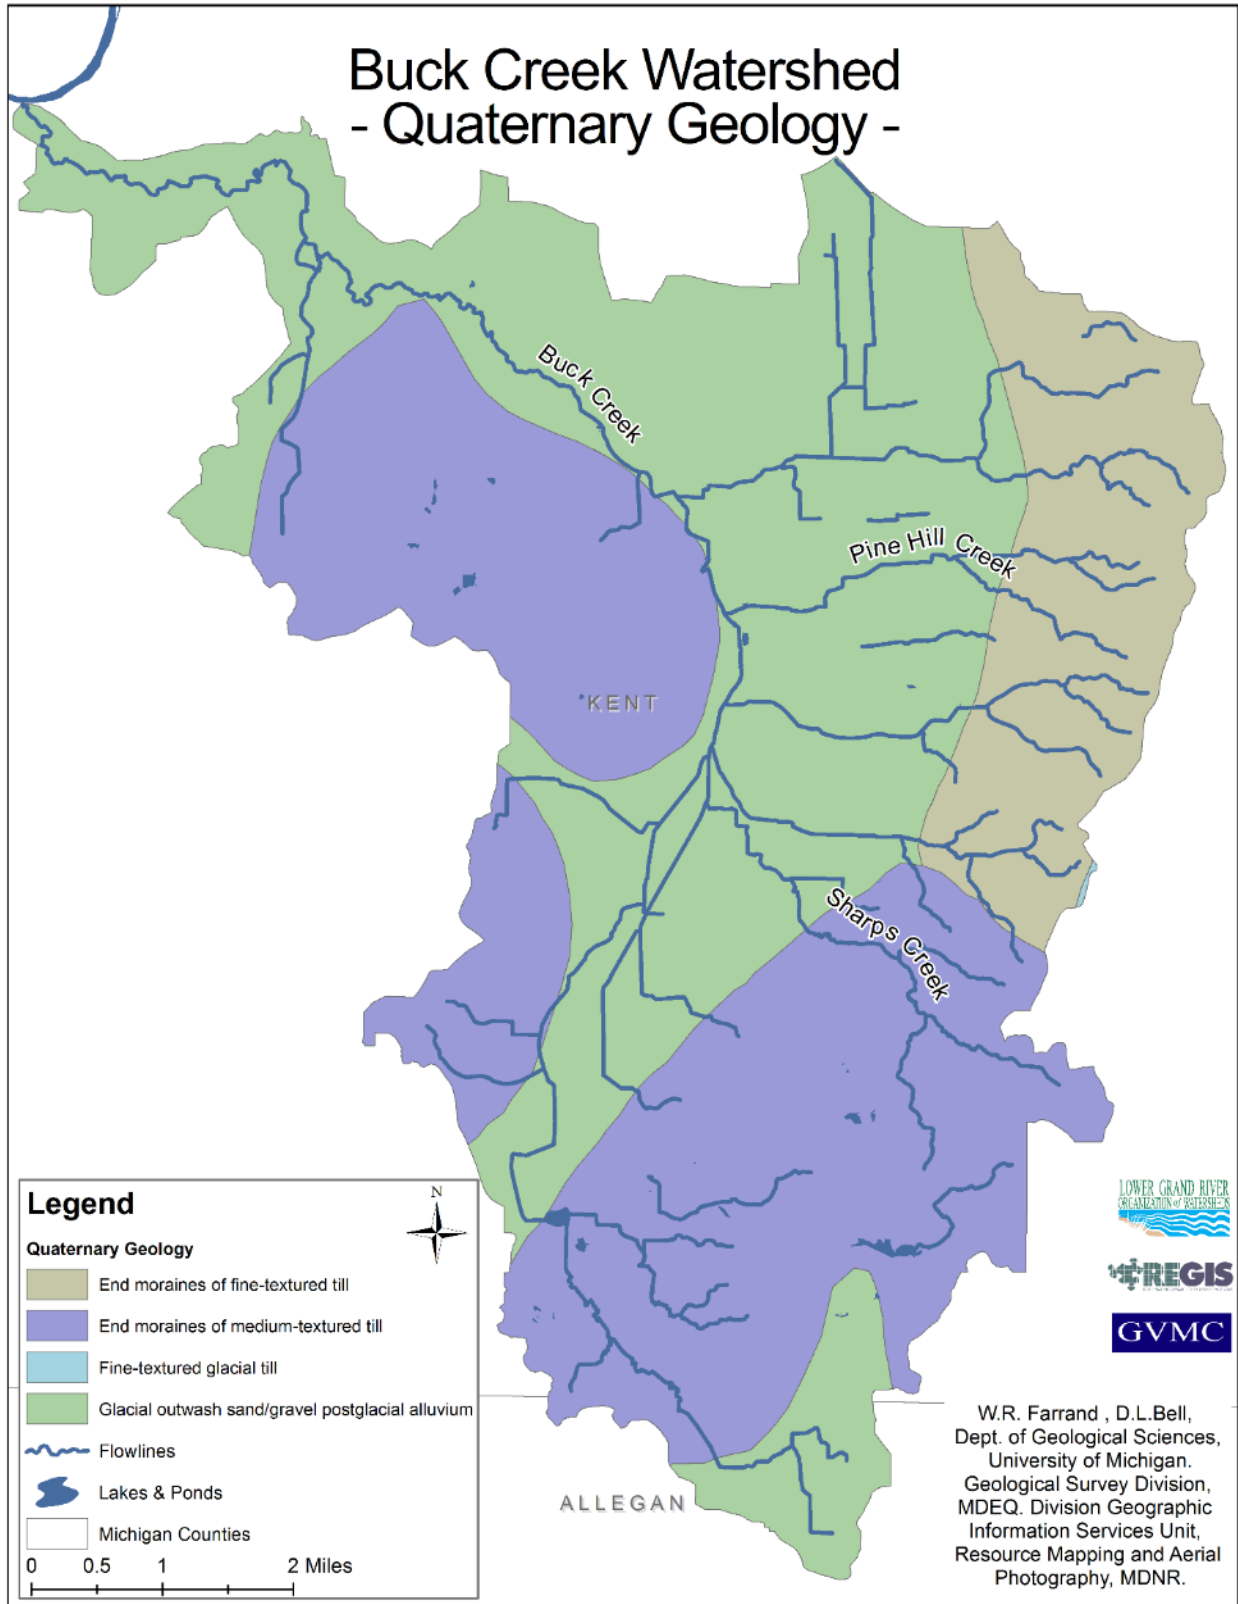 Buck Creek Watershed
- Quaternary Geology -
Buck Creek
Pine Hill Creek
KENT
Sharps Creek
ALLEGAN
Legend
N
Quaternary Geology
End moraines of fine-textured till
End moraines of medium-textured till
Fine-textured glacial till
Glacial outwash sand/gravel postglacial alluvium
Flowlines
Lakes & Ponds
Michigan Counties
0 0.5 1 2 Miles
LOWER GRAND RIVER
ORGANIZATION of WATERSHEDS
REGIS
GVMC
W.R. Farrand , D.L.Bell,
Dept. of Geological Sciences,
University of Michigan.
Geological Survey Division,
MDEQ. Division Geographic
Information Services Unit,
Resource Mapping and Aerial
Photography, MDNR.